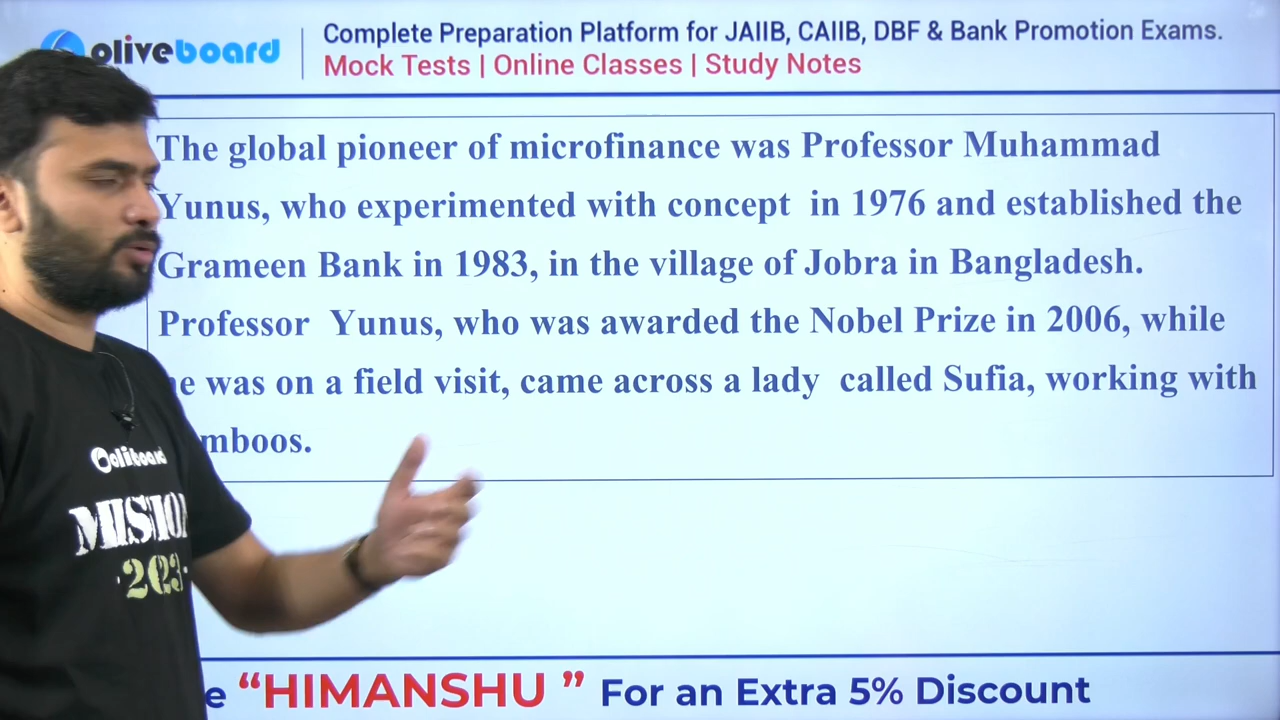 oliveboard
Complete Preparation Platform for JAIIB, CAIIB, DBF & Bank Promotion Exams.
Mock Tests | Online Classes | Study Notes
The global pioneer of microfinance was Professor Muhammad
Yunus, who experimented with concept in 1976 and established the
Grameen Bank in 1983, in the village of Jobra in Bangladesh.
Professor Yunus, who was awarded the Nobel Prize in 2006, while
he was on a field visit, came across a lady called Sufia, working with
mboos.
Oliveboard
MISSION
2023
e “HIMANSHU” For an Extra 5% Discount